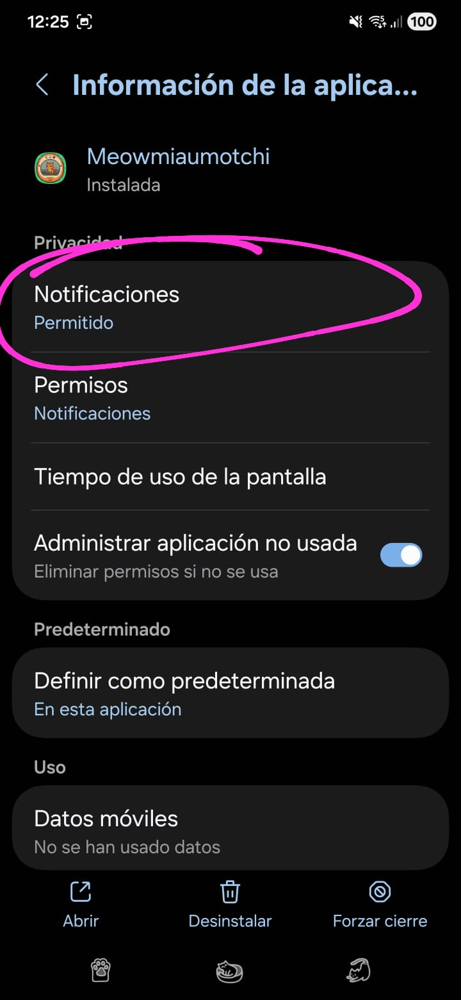 12:25
100
Información de la aplica...
Meowmiaumotchi
Instalada
Privacidad
Notificaciones
Permitido
Permisos
Notificaciones
Tiempo de uso de la pantalla
Administrar aplicación no usada
Eliminar permisos si no se usa
Predeterminado
Definir como predeterminada
En esta aplicación
Uso
Datos móviles
No se han usado datos
Abrir
Desinstalar
Forzar cierre